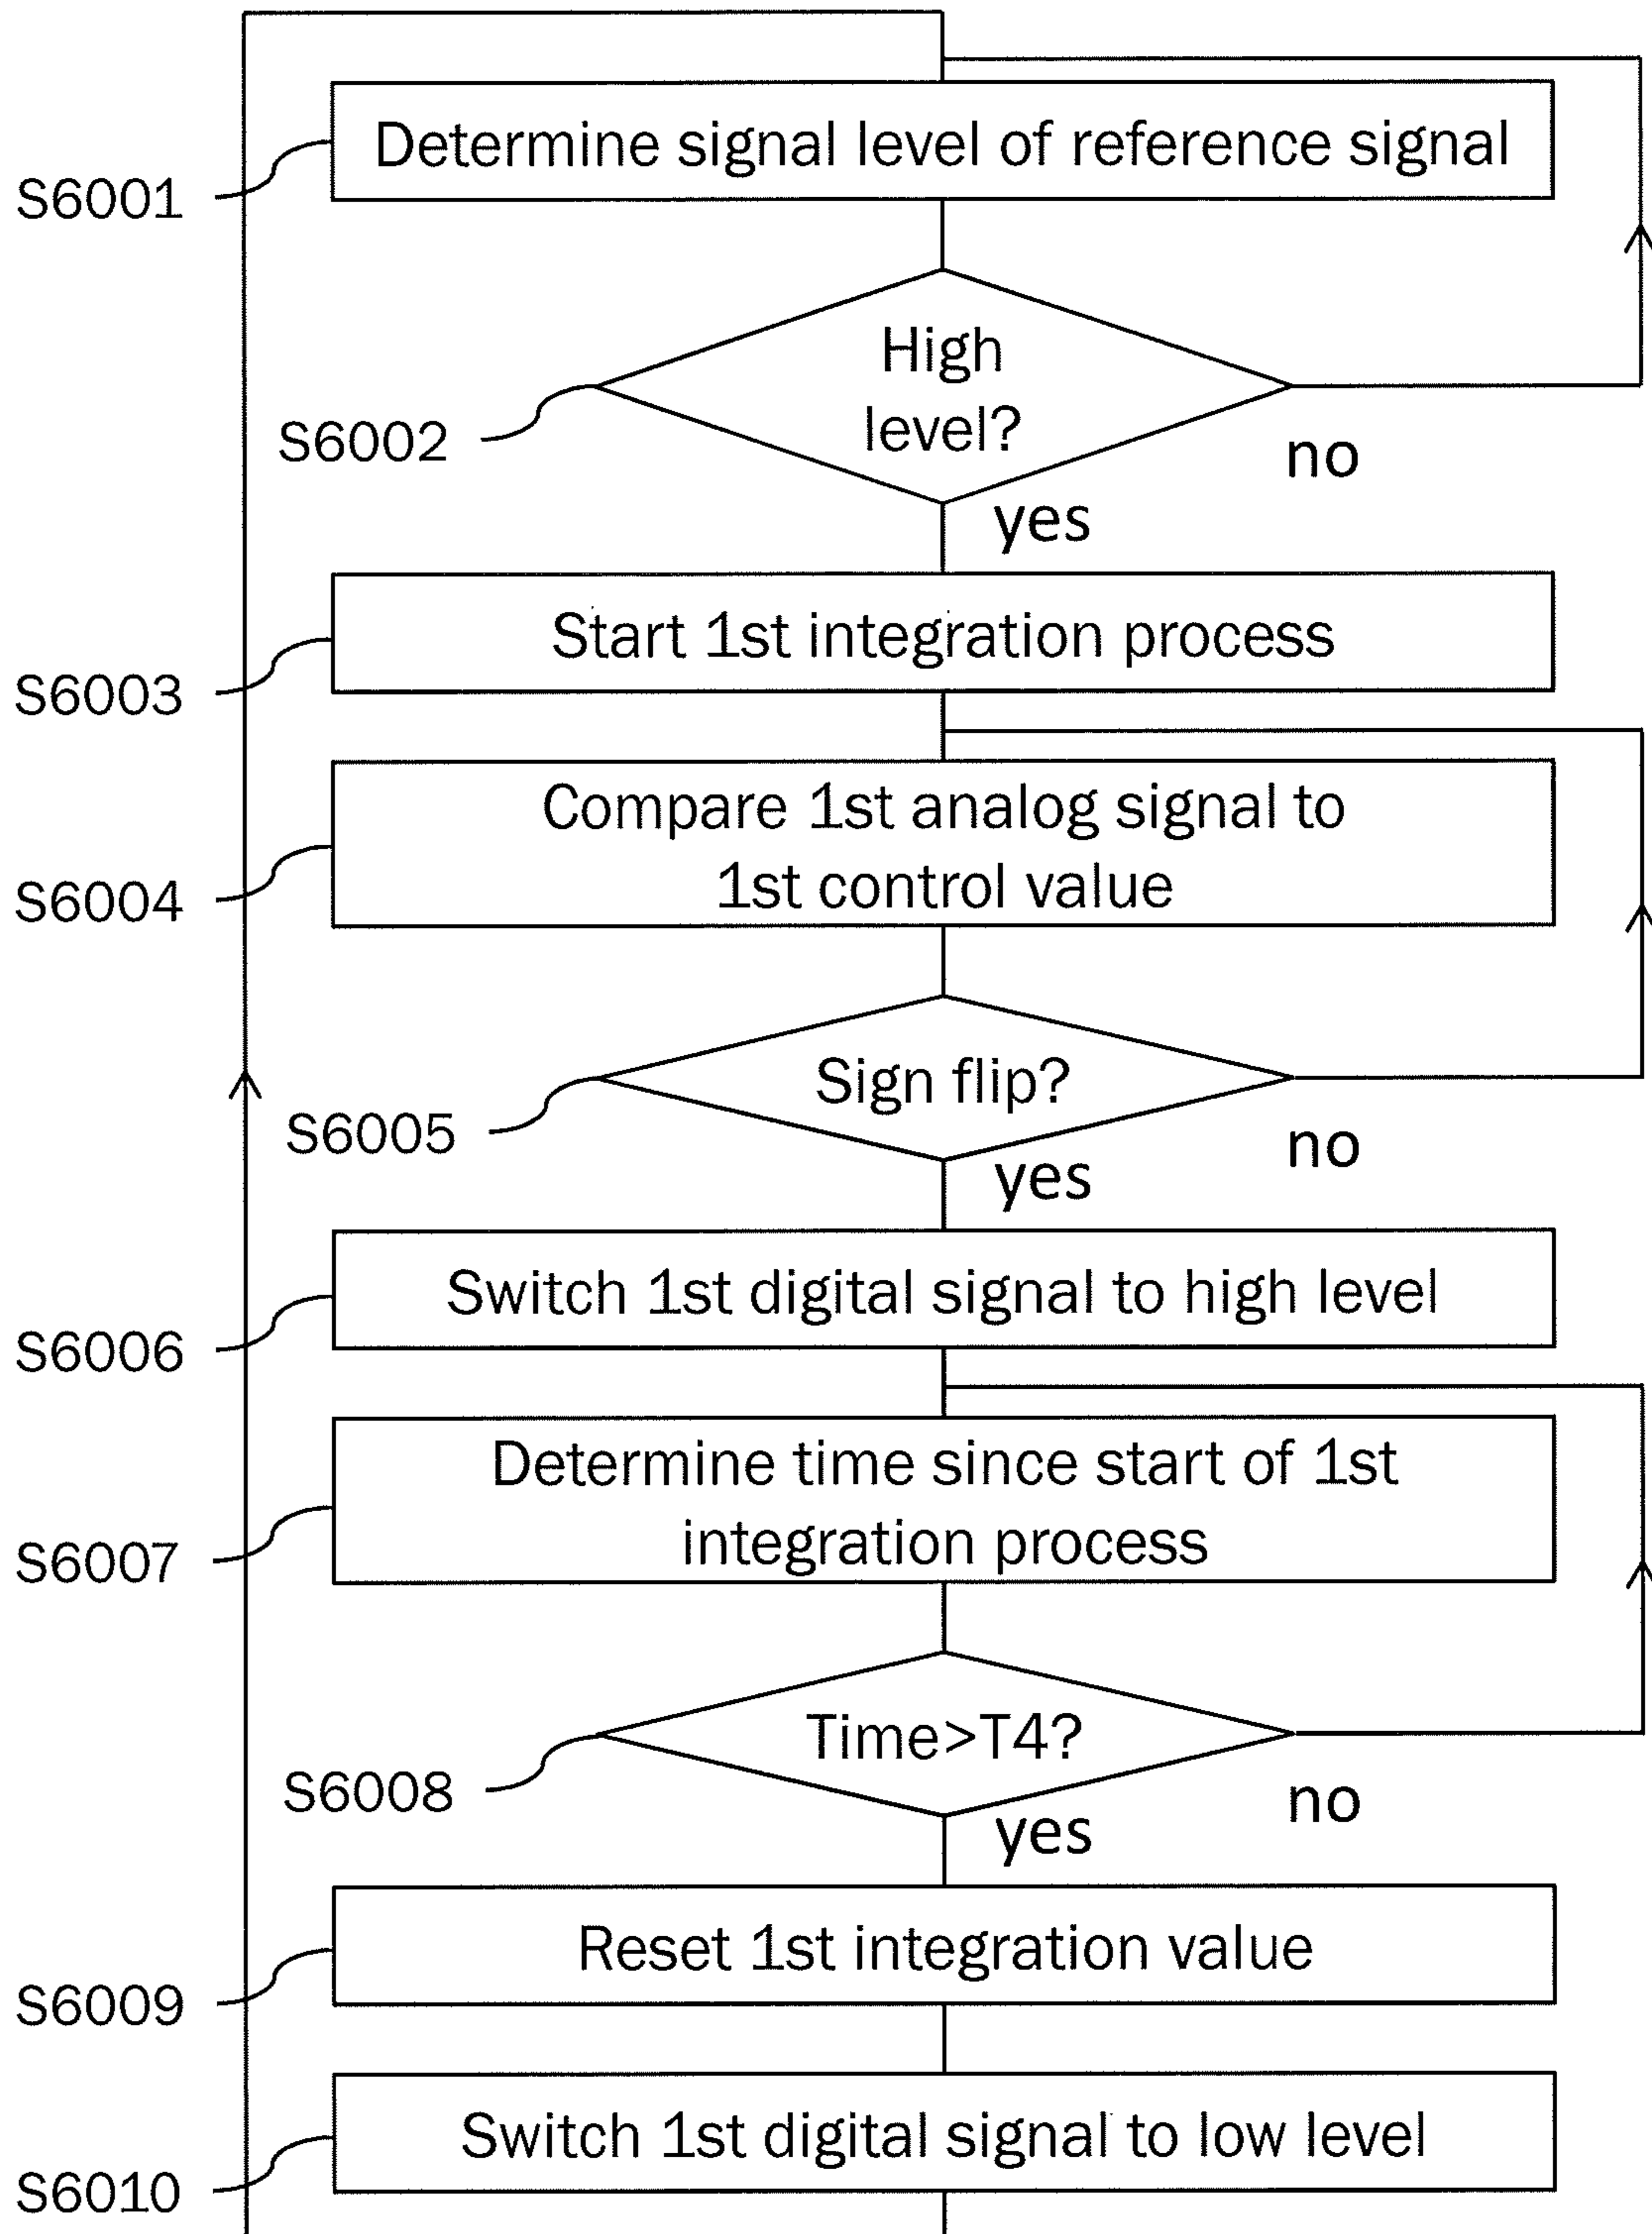 Determine signal level of reference signal
S6001
High
level?
S6002
no
yes
Start 1st integration process
S6003
Compare 1st analog signal to
1st control value
S6004
Sign flip?
S6005
no
yes
Switch 1st digital signal to high level
S6006
Determine time since start of 1st
integration process
S6007
Time>T4?
S6008
no
yes
Reset 1st integration value
S6009
Switch 1st digital signal to low level
S6010